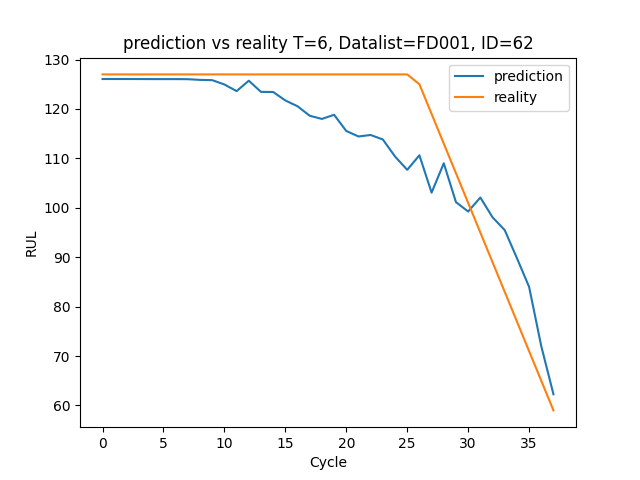 prediction vs reality T=6, Datalist=FD001, ID=62
prediction
reality
RUL
130
120
110
100
90
80
70
60
0 5 10 15 20 25 30 35
Cycle